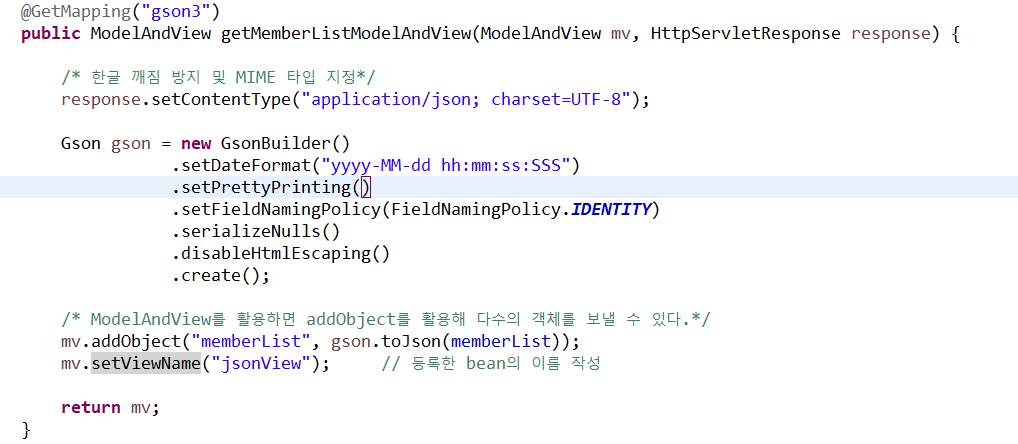 @GetMapping("gson3")
public ModelAndView getMemberListModelAndView(ModelAndView mv, HttpServletResponse response) {
/* 한글 깨짐 방지 및 MIME 타입 지정*/
response.setContentType("application/json; charset=UTF-8");
Gson gson = new GsonBuilder()
.setDateFormat("yyyy-MM-dd hh:mm:ss:SSS")
.setPrettyPrinting()
.setFieldNamingPolicy(FieldNamingPolicy.IDENTITY)
.serializeNulls()
.disableHtmlEscaping()
.create();
/* ModelAndView를 활용하면 addObject를 활용해 다수의 객체를 보낼 수 있다.*/
mv.addObject("memberList", gson.toJson(memberList));
mv.setViewName("jsonView"); // 등록한 bean의 이름 작성
return mv;
}